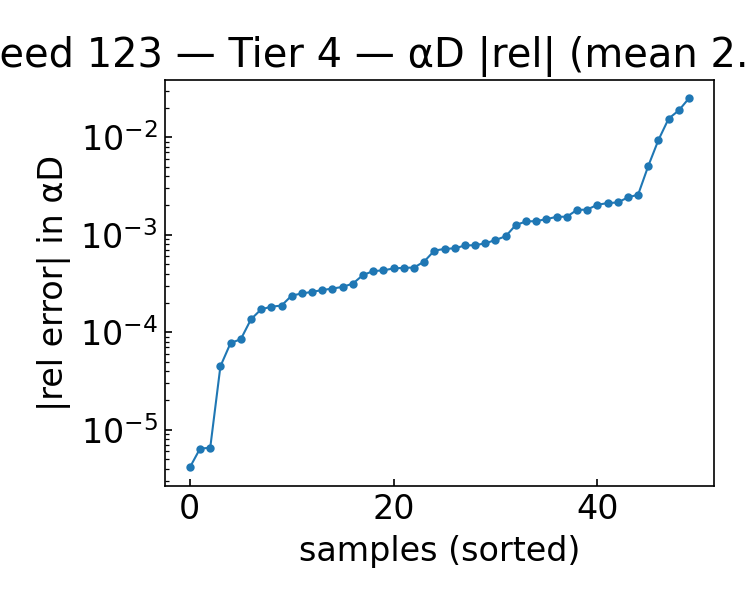 eed 123 — Tier 4 — αD |rel| (mean 2.
10⁻²
10⁻³
10⁻⁴
10⁻⁵
|rel error| in αD
0 20 40
samples (sorted)